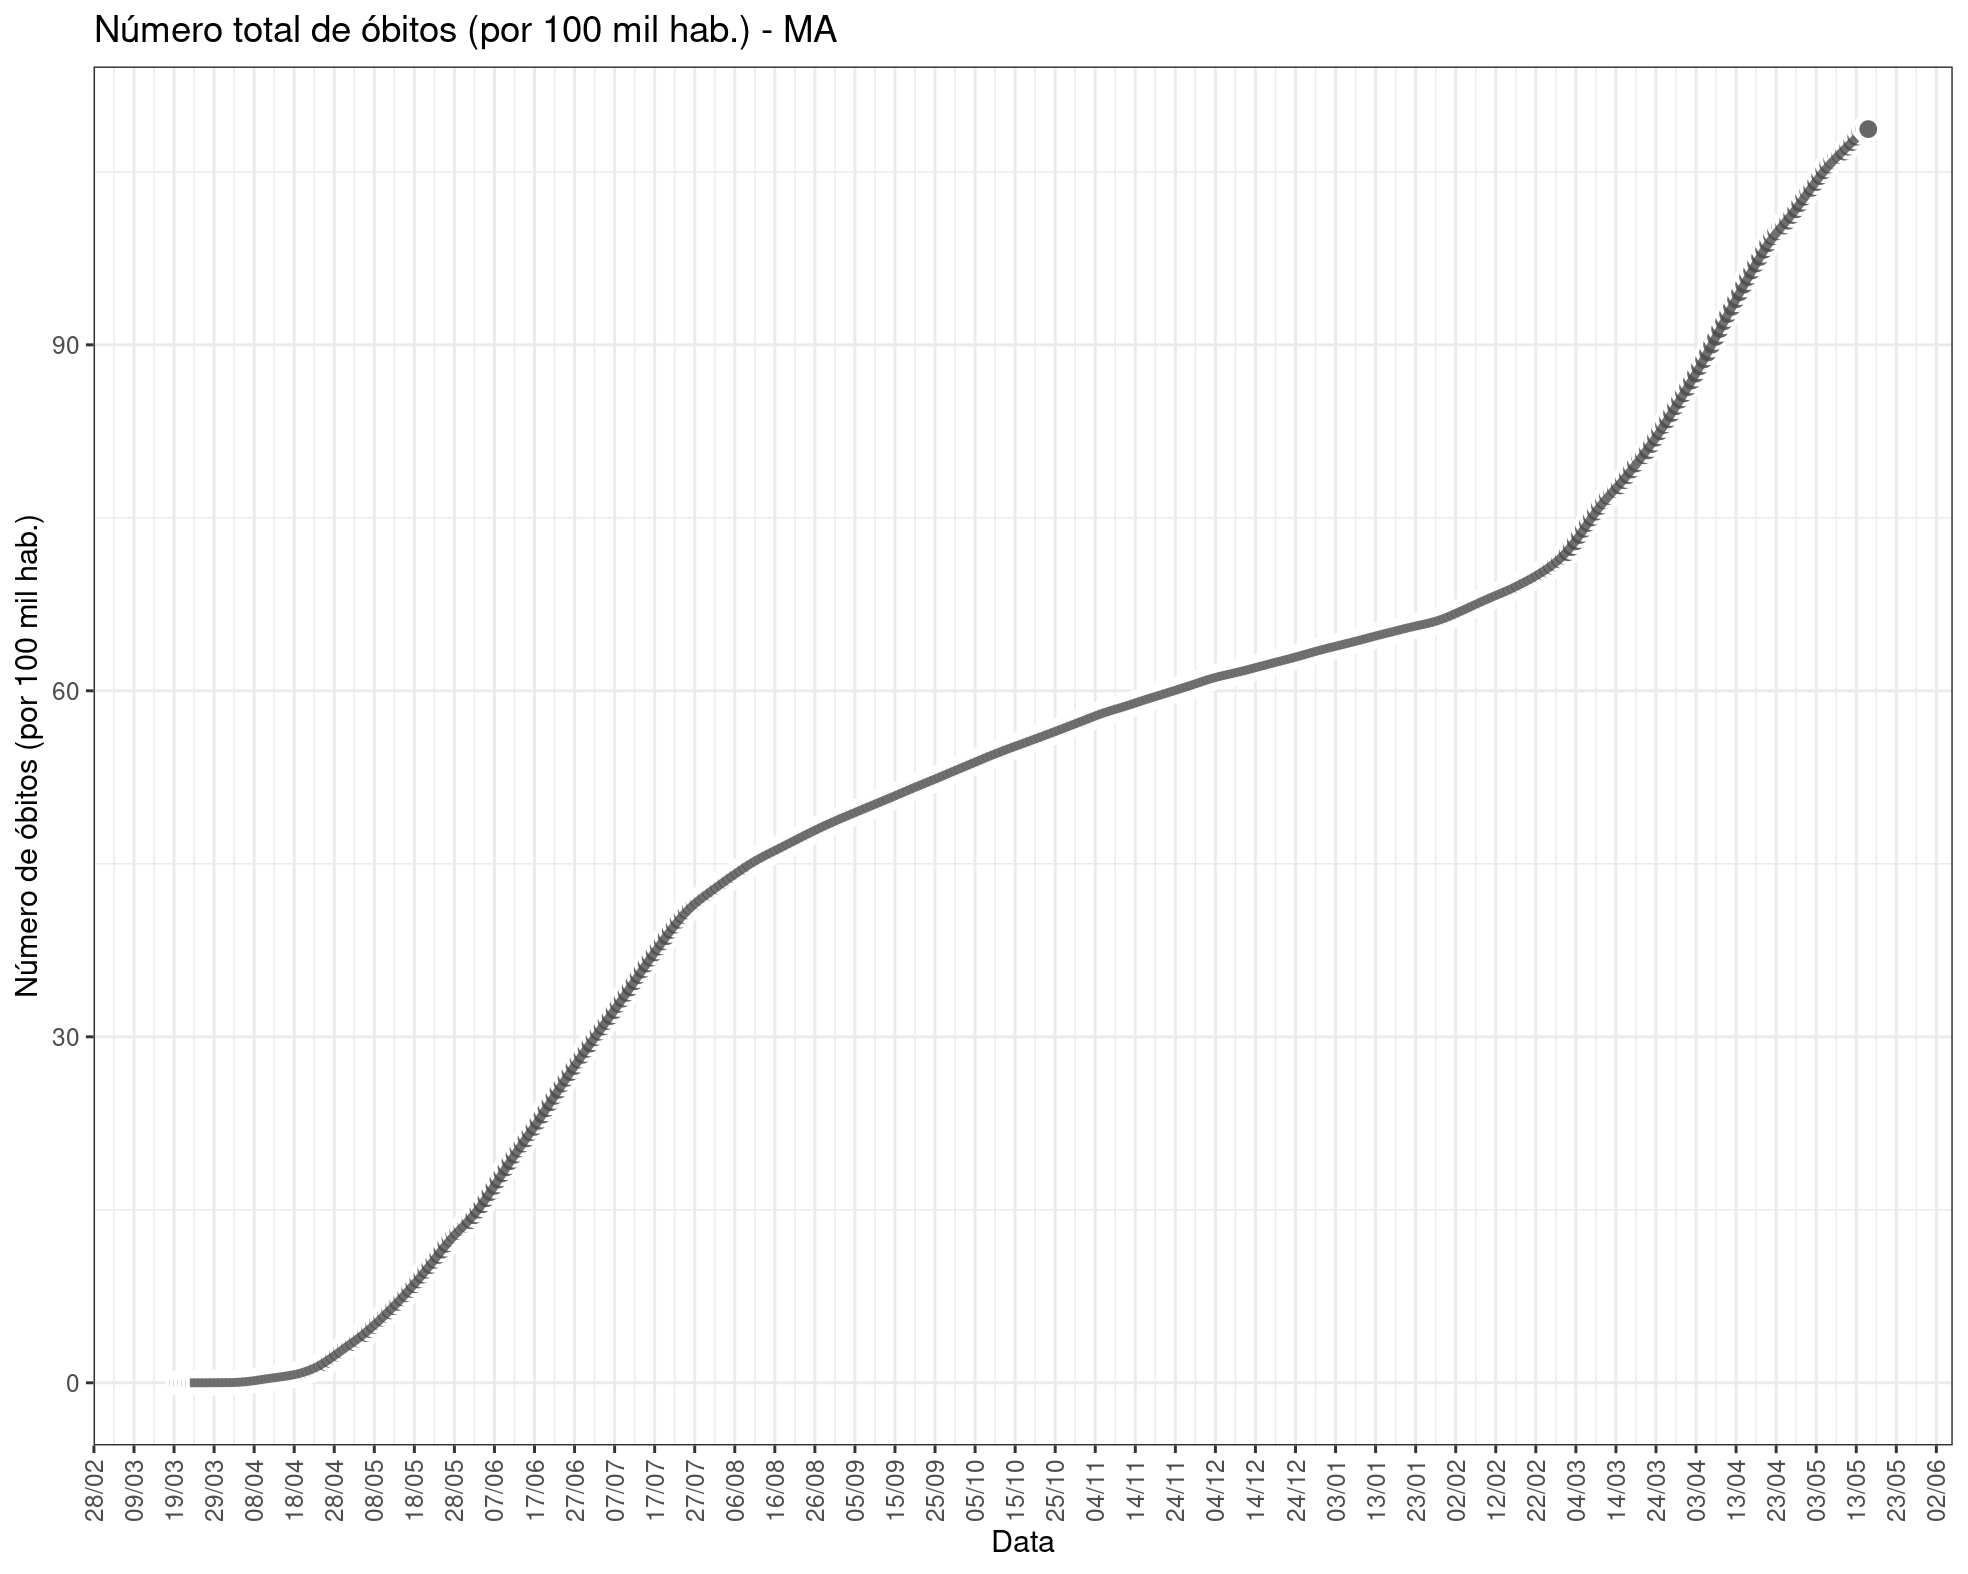 Número total de óbitos (por 100 mil hab.) - MA
Número de óbitos (por 100 mil hab.)
90
60
30
0
28/02 09/03 19/03 29/03 08/04 18/04 28/04 08/05 18/05 28/05 07/06 17/06 27/06 07/07 17/07 27/07 06/08 16/08 26/08 05/09 15/09 25/09 05/10 15/10 25/10 04/11 14/11 24/11 04/12 14/12 24/12 03/01 13/01 23/01 02/02 12/02 22/02 04/03 14/03 24/03 03/04 13/04 23/04 03/05 13/05 23/05 02/06
Data